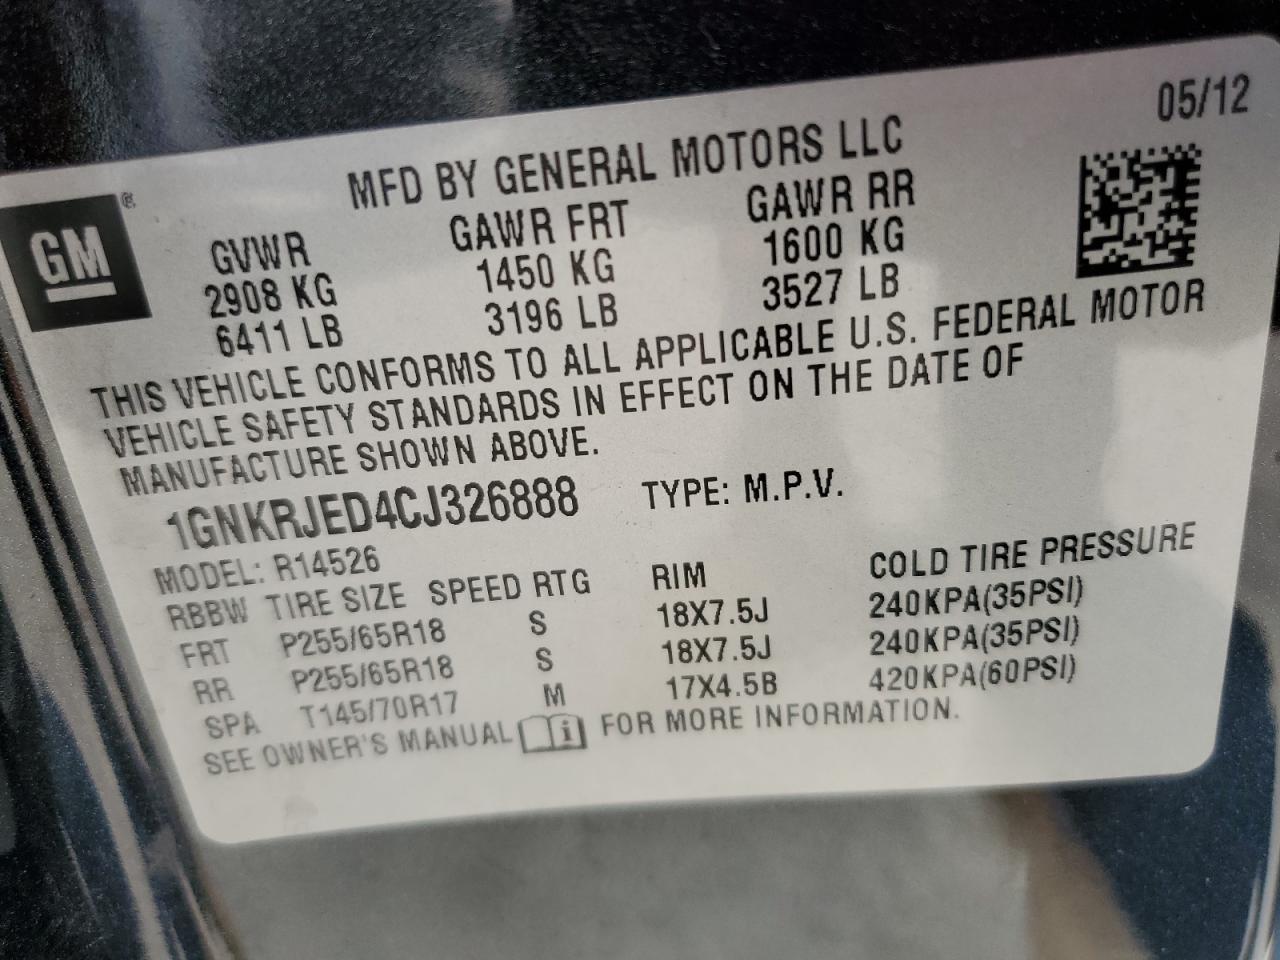 05/12
MFD BY GENERAL MOTORS LLC
GM®
GVWR GAWR FRT GAWR RR
2908 KG 1450 KG 1600 KG
6411 LB 3196 LB 3527 LB
THIS VEHICLE CONFORMS TO ALL APPLICABLE U.S. FEDERAL MOTOR
VEHICLE SAFETY STANDARDS IN EFFECT ON THE DATE OF
MANUFACTURE SHOWN ABOVE.
1GNKRJED4CJ326888 TYPE: M.P.V.
MODEL: R14526
RBBW TIRE SIZE SPEED RTG RIM COLD TIRE PRESSURE
FRT P255/65R18 S 18X7.5J 240KPA(35PSI)
RR P255/65R18 S 18X7.5J 240KPA(35PSI)
SPA T145/70R17 M 17X4.5B 420KPA(60PSI)
SEE OWNER'S MANUAL i FOR MORE INFORMATION.